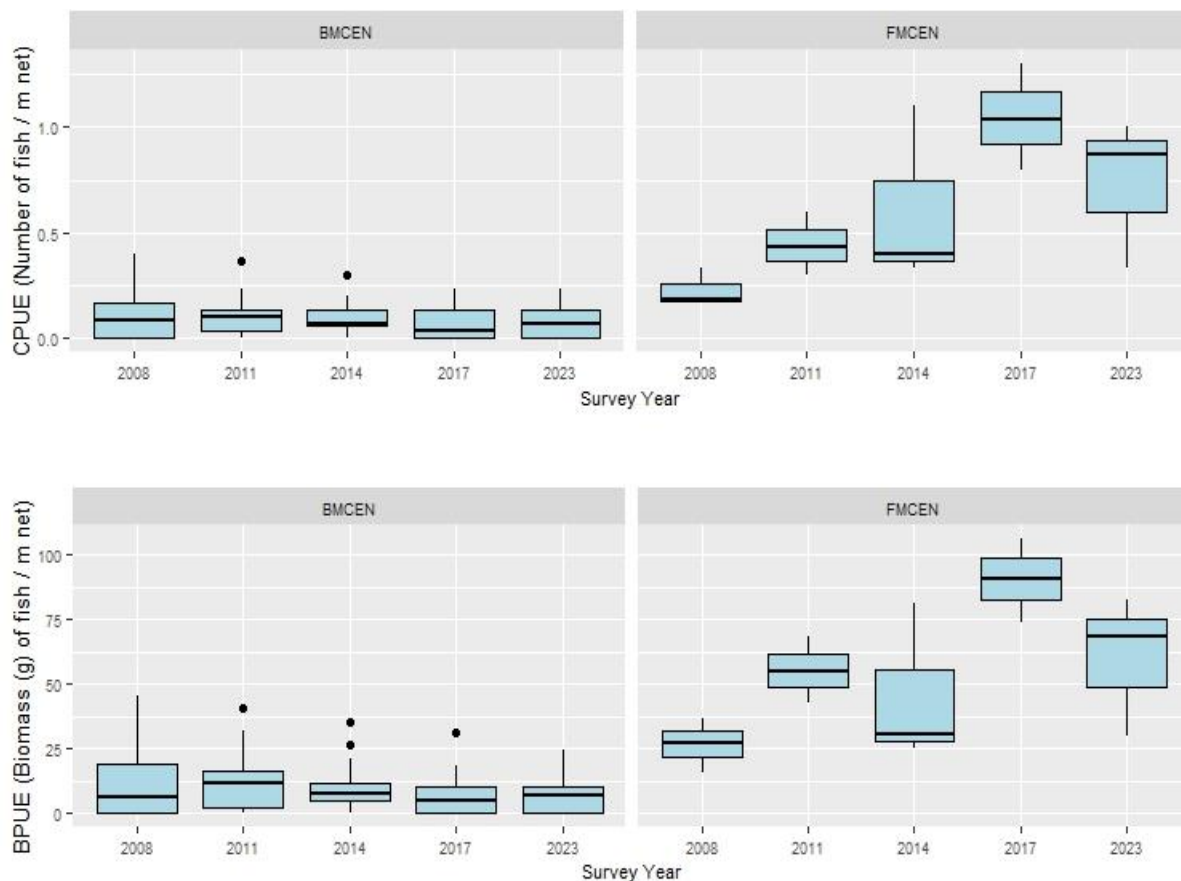 BMCEN FMCEN
CPUE (Number of fish / m net)
1.0
0.5
0.0
2008 2011 2014 2017 2023 2008 2011 2014 2017 2023
Survey Year
BMCEN FMCEN
BPUE (Biomass (g) of fish / m net)
100
75
50
25
0
2008 2011 2014 2017 2023 2008 2011 2014 2017 2023
Survey Year